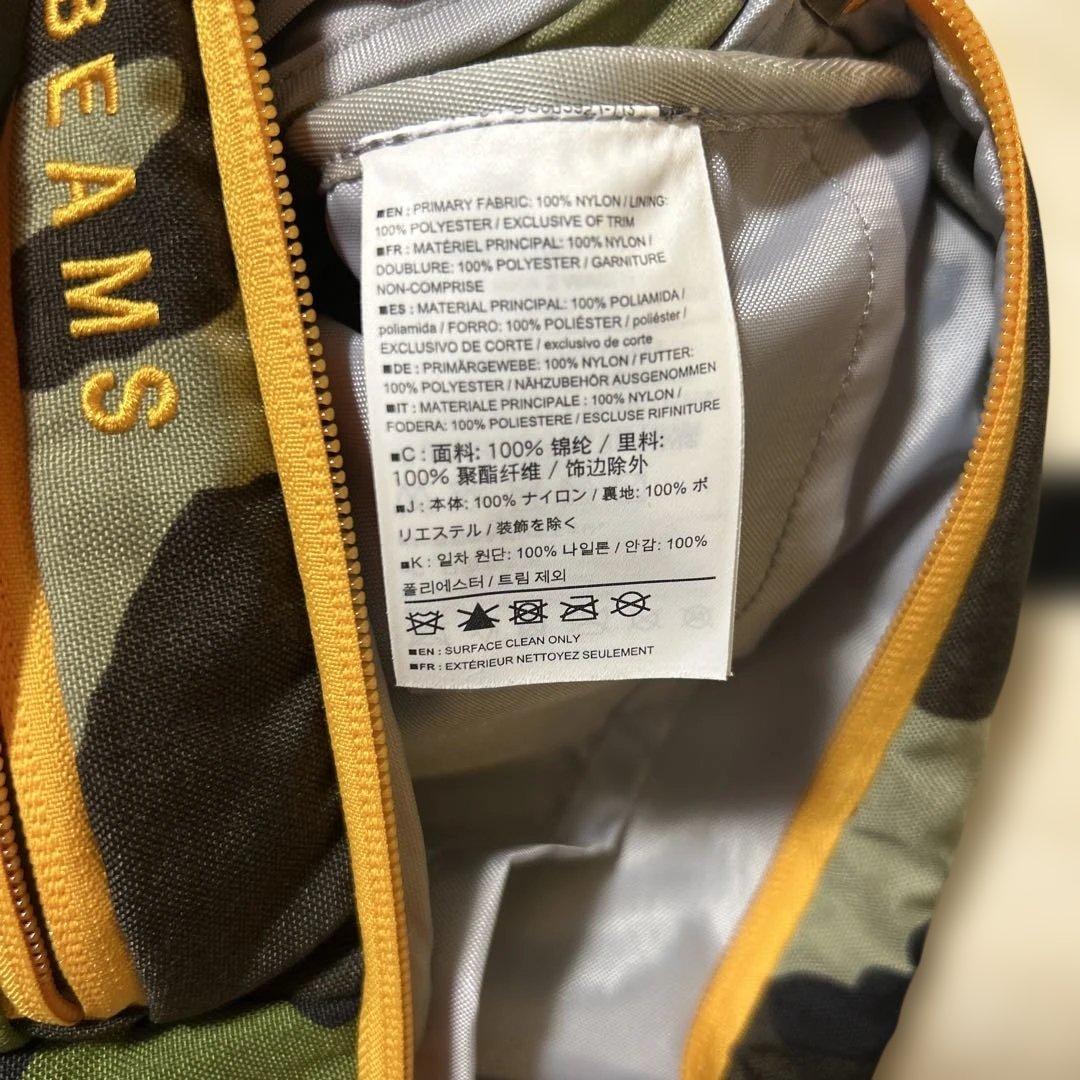 BEAMS
■EN : PRIMARY FABRIC: 100% NYLON / LINING:
100% POLYESTER / EXCLUSIVE OF TRIM
■FR : MATÉRIEL PRINCIPAL: 100% NYLON /
DOUBLURE: 100% POLYESTER / GARNITURE
NON-COMPRISE
■ES : MATERIAL PRINCIPAL: 100% POLIAMIDA /
poliamida / FORRO: 100% POLIÉSTER / poliéster /
EXCLUSIVO DE CORTE / exclusivo de corte
■DE : PRIMÄRGEWEBE: 100% NYLON / FUTTER:
100% POLYESTER / NÄHZUBEHÖR AUSGENOMMEN
■IT : MATERIALE PRINCIPALE : 100% NYLON /
FODERA: 100% POLIESTERE / ESCLUSE RIFINITURE
■C: 面料: 100% 锦纶 / 里料:
100% 聚酯纤维 / 饰边除外
■J : 本体: 100% ナイロン / 裏地: 100% ポ
リエステル / 装飾を除く
■K : 일차 원단: 100% 나일론 / 안감: 100%
폴리에스터 / 트림 제외
■EN : SURFACE CLEAN ONLY
■FR : EXTÉRIEUR NETTOYEZ SEULEMENT